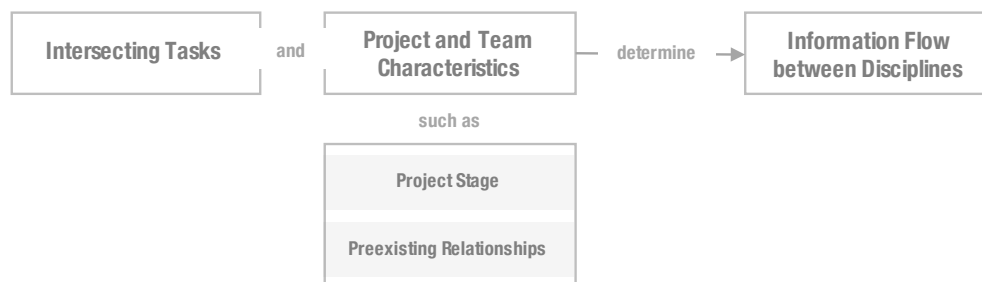 Intersecting Tasks
and
Project and Team
Characteristics
determine
Information Flow
between Disciplines
such as
Project Stage
Preexisting Relationships